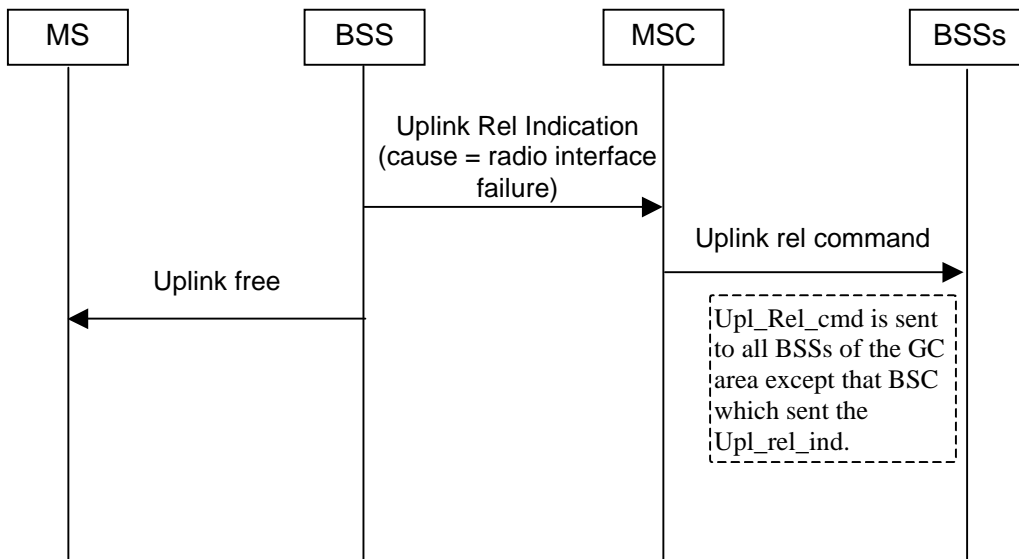 MS
BSS
MSC
BSSs
Uplink Rel Indication
(cause = radio interface
failure)
Uplink rel command
Uplink free
Upl_Rel_cmd is sent
to all BSSs of the GC
area except that BSC
which sent the
Upl_rel_ind.